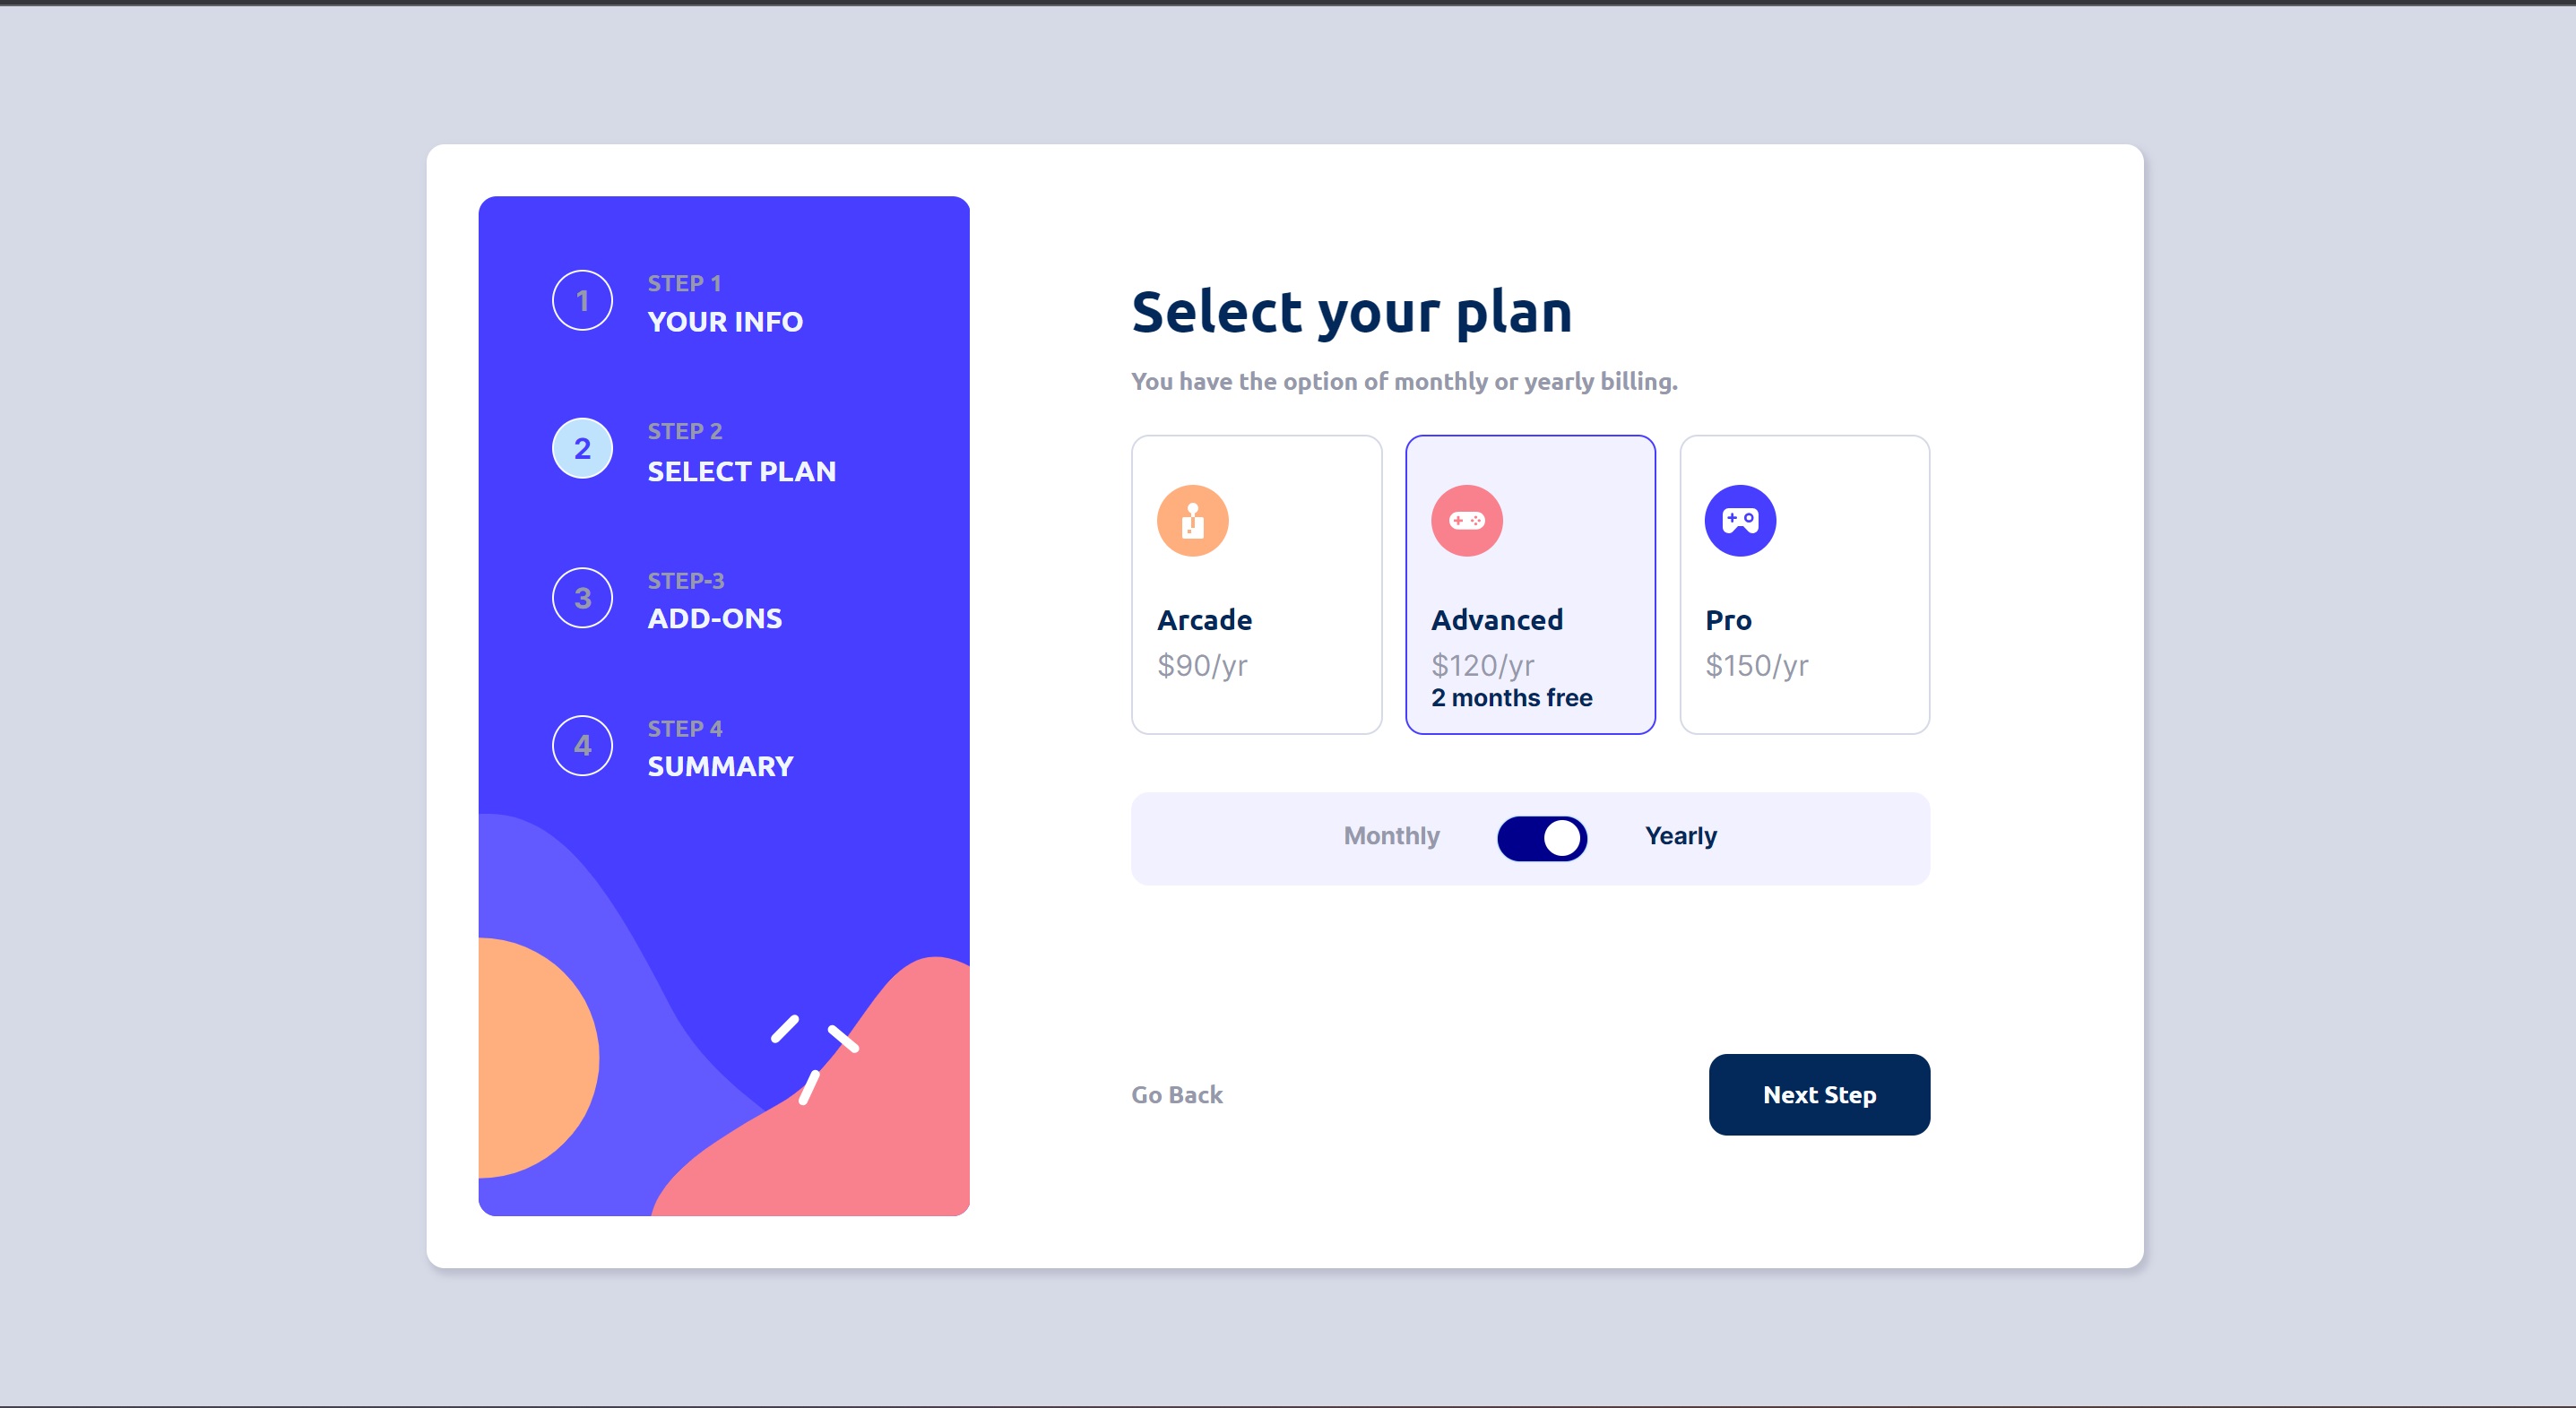 1
STEP 1
YOUR INFO
2
STEP 2
SELECT PLAN
3
STEP-3
ADD-ONS
4
STEP 4
SUMMARY
Select your plan
You have the option of monthly or yearly billing.
Arcade
$90/yr
Advanced
$120/yr
2 months free
Pro
$150/yr
Monthly
Yearly
Go Back
Next Step